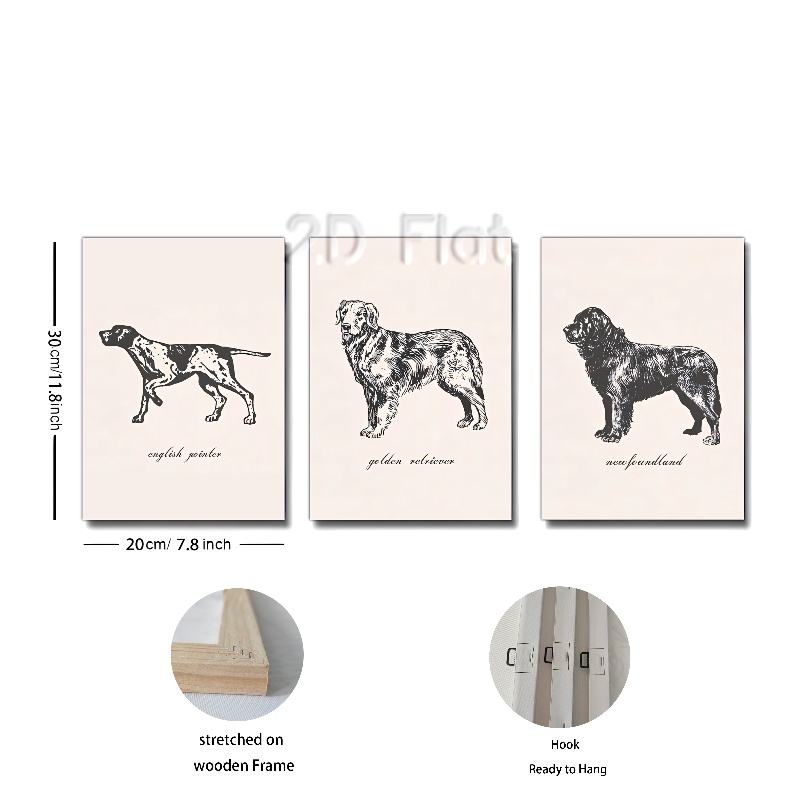 2D Flat
30cm/11.8inch
english pointer
golden retriever
newfoundland
20cm/ 7.8 inch
stretched on
wooden Frame
Hook
Ready to Hang